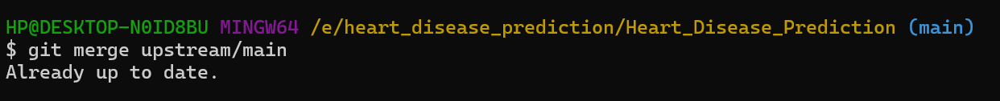 HP@DESKTOP-N0ID8BU MINGW64 /e/heart_disease_prediction/Heart_Disease_Prediction (main)
$ git merge upstream/main
Already up to date.